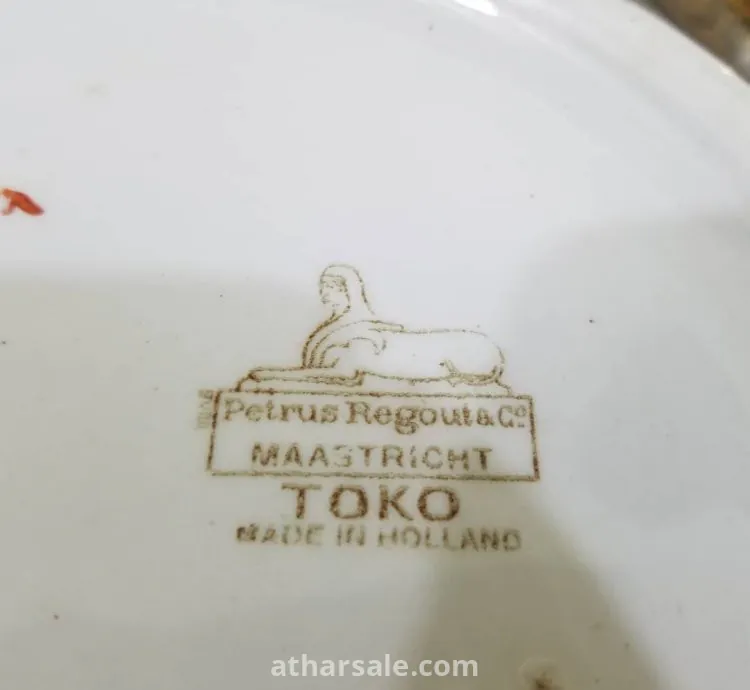 Petrus Regout & Co.
MAASTRICHT
TOKO
MADE IN HOLLAND
atharsale.com